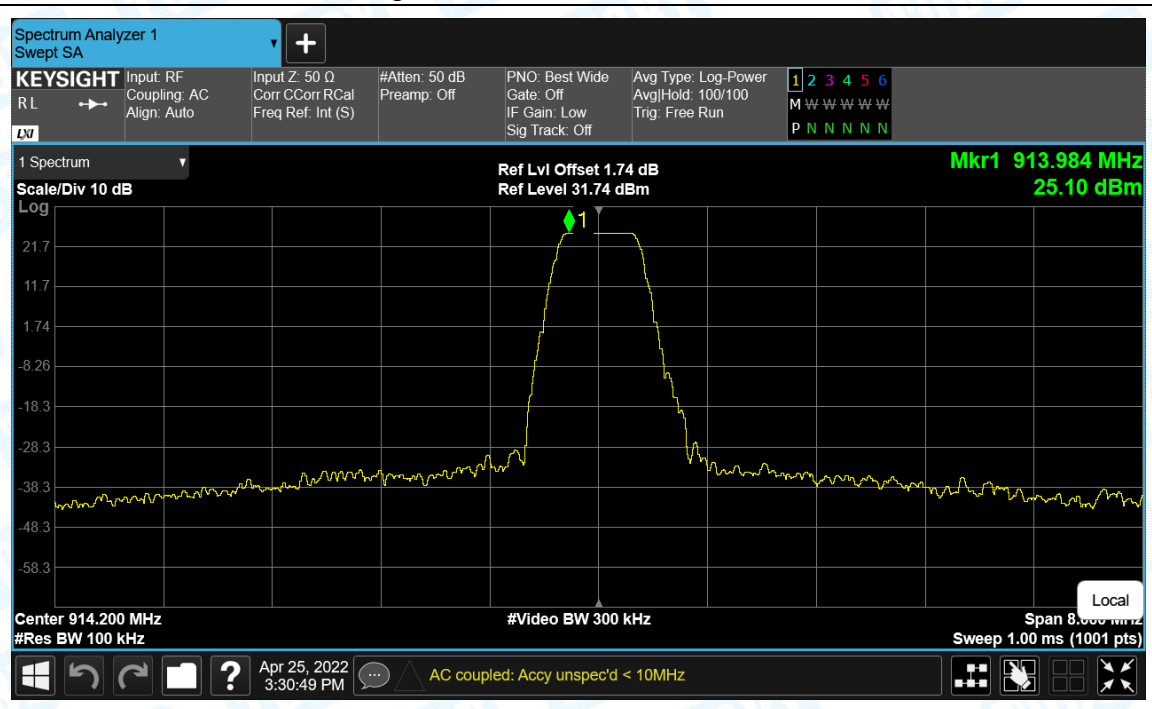 Spectrum Analyzer 1
Swept SA
KEYSIGHT
R L
LXI
Input: RF
Coupling: AC
Align: Auto
Input Z: 50 Ω
Corr CCorr RCal
Freq Ref: Int (S)
#Atten: 50 dB
Preamp: Off
PNO: Best Wide
Gate: Off
IF Gain: Low
Sig Track: Off
Avg Type: Log-Power
Avg|Hold: 100/100
Trig: Free Run
1 2 3 4 5 6
M W W W W W
P N N N N N
1 Spectrum
Scale/Div 10 dB
Log
Ref Lvl Offset 1.74 dB
Ref Level 31.74 dBm
Mkr1 913.984 MHz
25.10 dBm
1
21.7
11.7
1.74
-8.26
-18.3
-28.3
-38.3
-48.3
-58.3
Local
Center 914.200 MHz
#Video BW 300 kHz
Span
#Res BW 100 kHz
Sweep 1.00 ms (1001 pts)
?
Apr 25, 2022
3:30:49 PM
AC coupled: Accy unspec'd < 10MHz